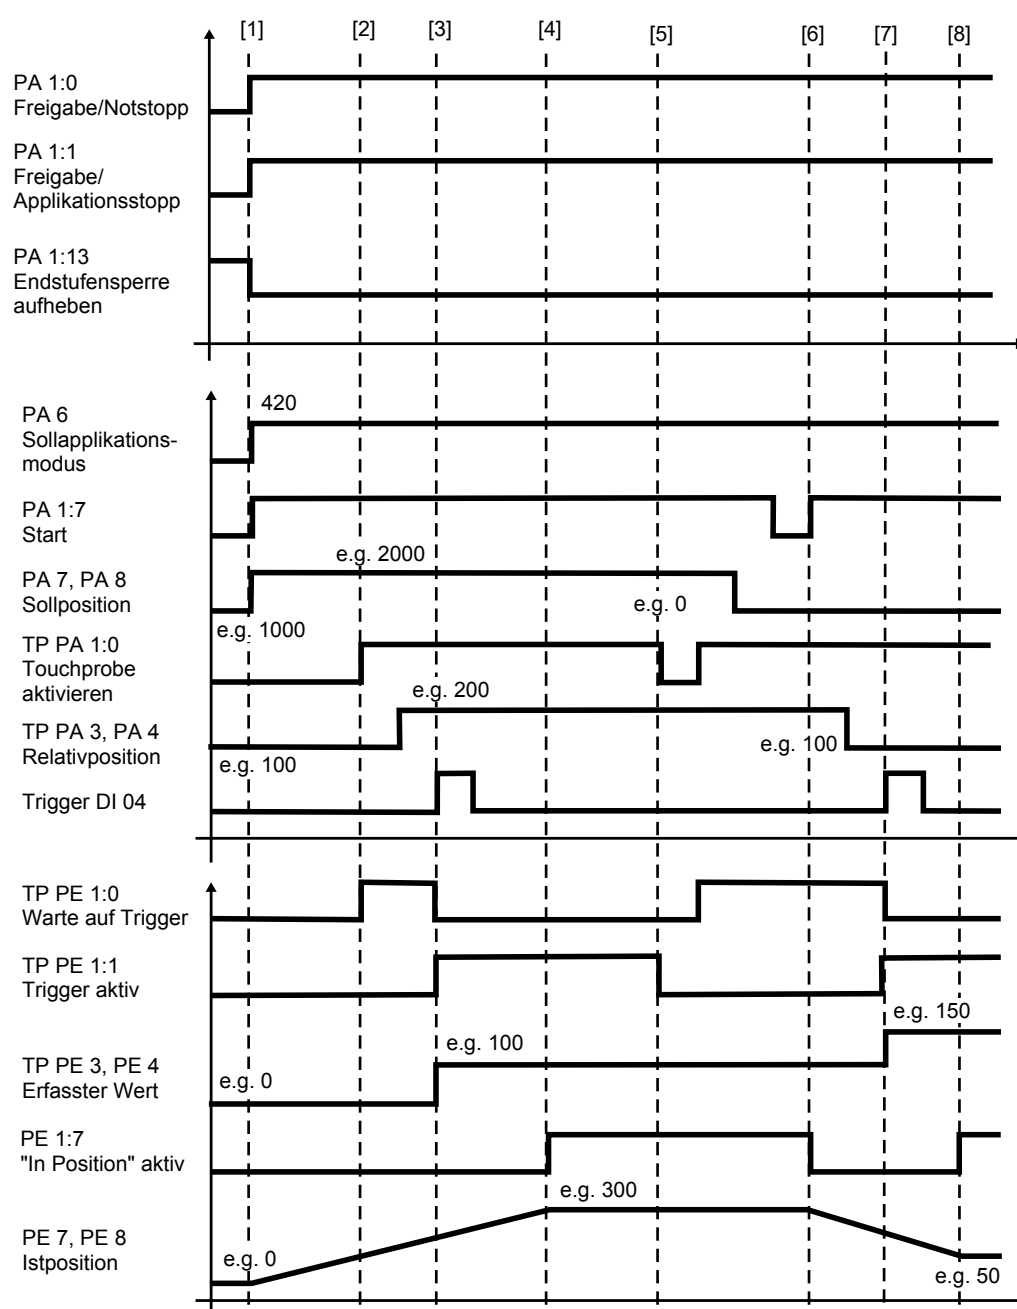 [1] [2] [3] [4] [5] [6] [7] [8]
PA 1:0
Freigabe/Notstopp
PA 1:1
Freigabe/
Applikationsstopp
PA 1:13
Endstufensperre
aufheben
420
PA 6
Sollapplikations-
modus
PA 1:7
Start
e.g. 2000
PA 7, PA 8
Sollposition
e.g. 0
e.g. 1000
TP PA 1:0
Touchprobe
aktivieren
e.g. 200
TP PA 3, PA 4
Relativposition
e.g. 100
e.g. 100
Trigger DI 04
TP PE 1:0
Warte auf Trigger
TP PE 1:1
Trigger aktiv
e.g. 150
e.g. 100
TP PE 3, PE 4
Erfasster Wert
e.g. 0
PE 1:7
"In Position" aktiv
e.g. 300
PE 7, PE 8
Istposition
e.g. 0
e.g. 50